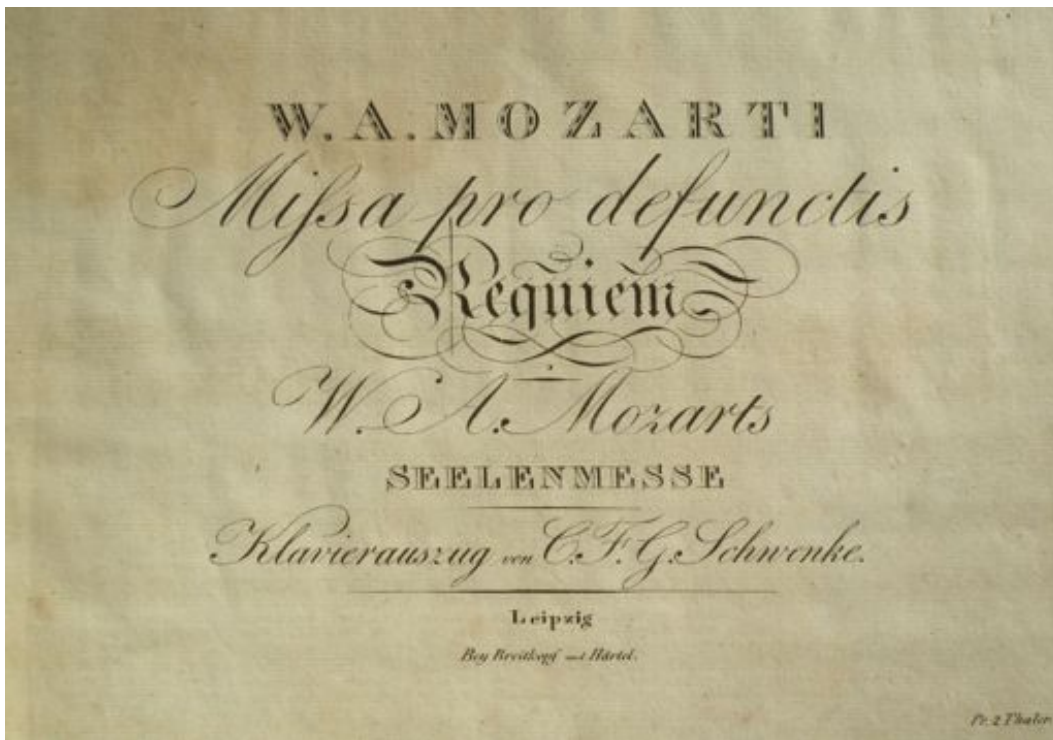 W. A. MOZARTI
Miſsa pro defunctis
Requiem
W. A. Mozarts
SEELENMESSE
Klavierauszug von C. F. G. Schwenke.
Leipzig
Bey Breitkopf und Härtel.
Pr. 2 Thaler